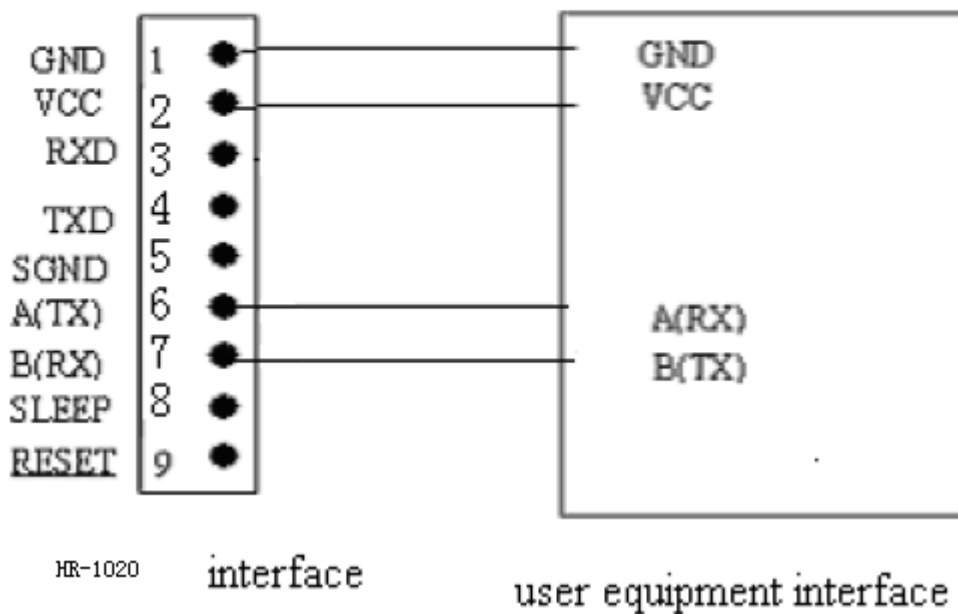 GND 1 GND
VCC 2 VCC
RXD 3
TXD 4
SGND 5
A(TX) 6 A(RX)
B(RX) 7 B(TX)
SLEEP 8
RESET 9
HR-1020 interface
user equipment interface